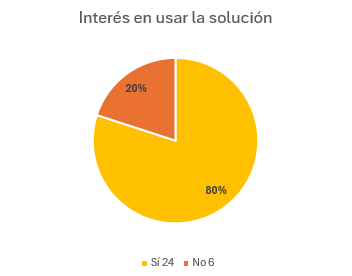 Interés en usar la solución
20%
80%
Sí 24 No 6